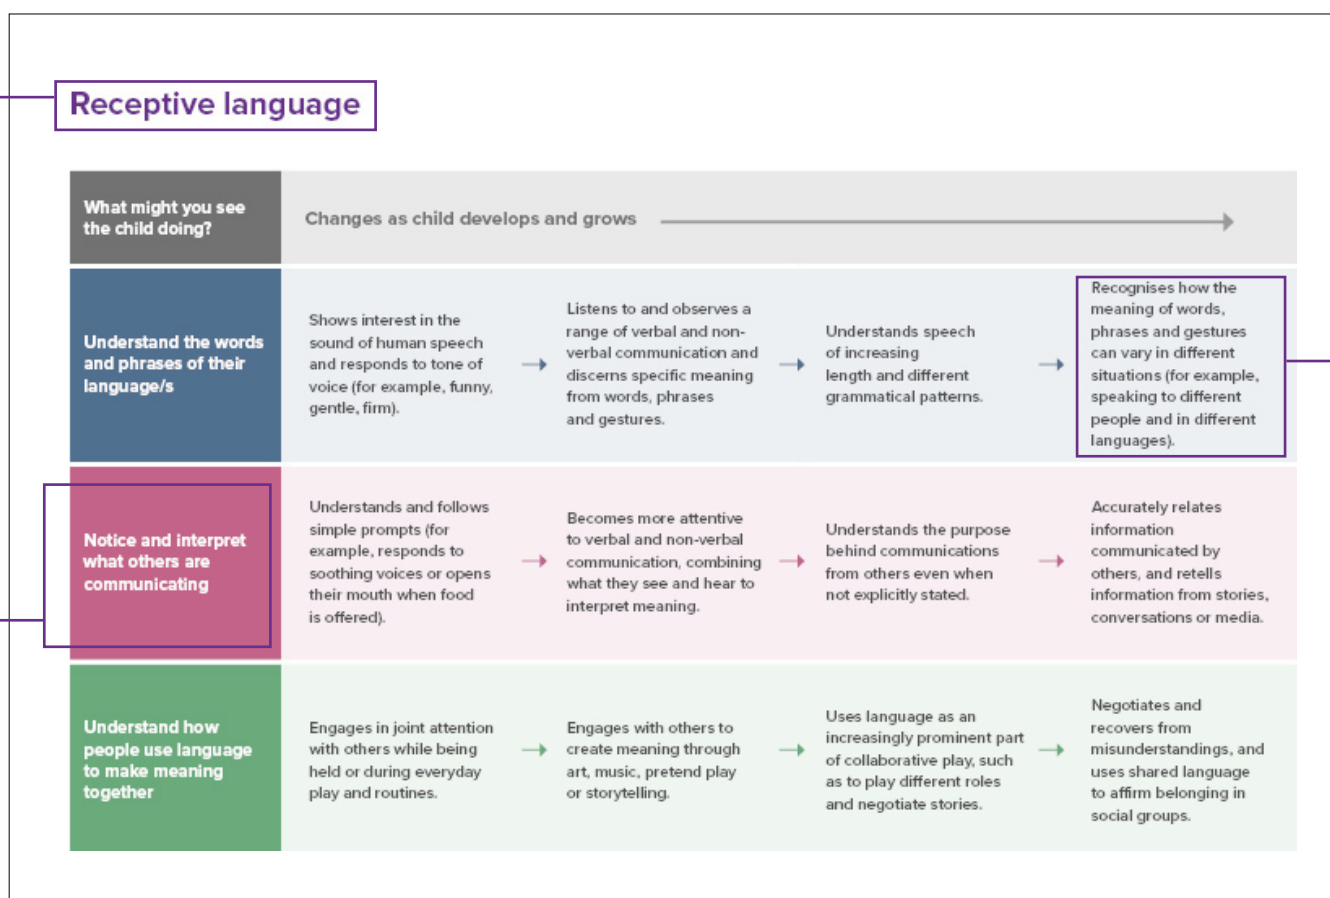 Receptive language
What might you see
the child doing?
Changes as child develops and grows
Understand the words
and phrases of their
language/s
Shows interest in the
sound of human speech
and responds to tone of
voice (for example, funny,
gentle, firm).
Listens to and observes a
range of verbal and non-
verbal communication and
discerns specific meaning
from words, phrases
and gestures.
Understands speech
of increasing
length and different
grammatical patterns.
Recognises how the
meaning of words,
phrases and gestures
can vary in different
situations (for example,
speaking to different
people and in different
languages).
Notice and interpret
what others are
communicating
Understands and follows
simple prompts (for
example, responds to
soothing voices or opens
their mouth when food
is offered).
Becomes more attentive
to verbal and non-verbal
communication, combining
what they see and hear to
interpret meaning.
Understands the purpose
behind communications
from others even when
not explicitly stated.
Accurately relates
information
communicated by
others, and retells
information from stories,
conversations or media.
Understand how
people use language
to make meaning
together
Engages in joint attention
with others while being
held or during everyday
play and routines.
Engages with others to
create meaning through
art, music, pretend play
or storytelling.
Uses language as an
increasingly prominent part
of collaborative play, such
as to play different roles
and negotiate stories.
Negotiates and
recovers from
misunderstandings, and
uses shared language
to affirm belonging in
social groups.